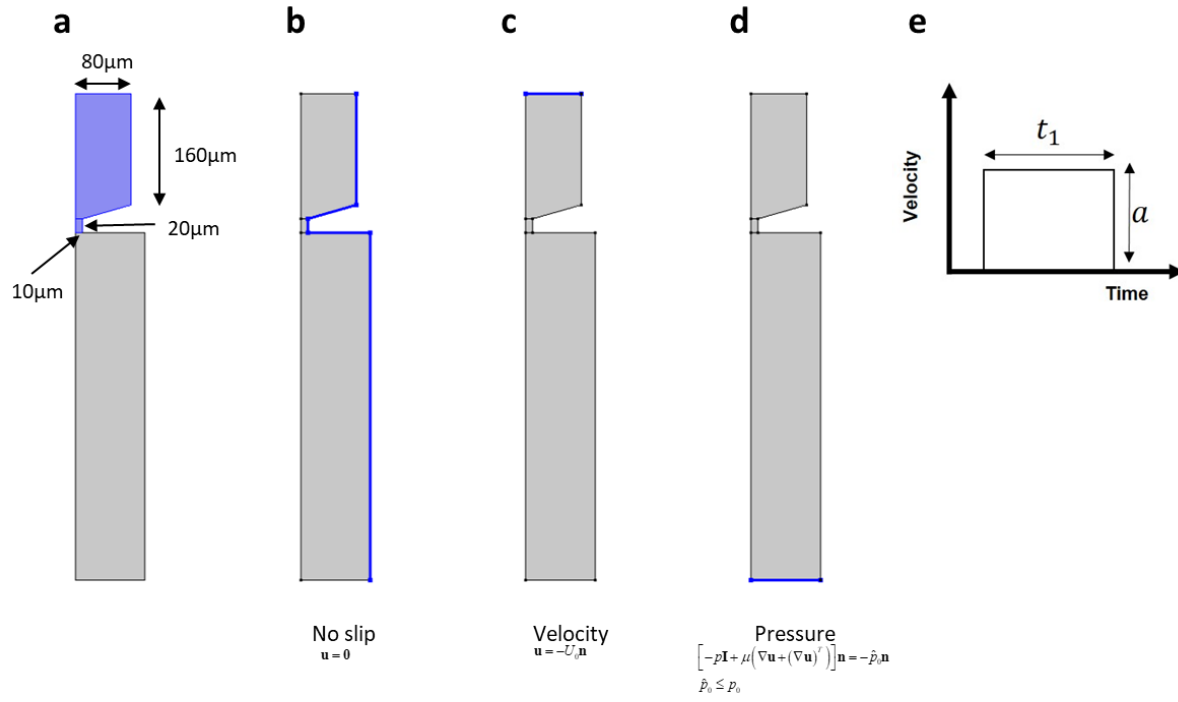 a
b
c
d
e
80μm
160μm
20μm
10μm
t₁
a
Velocity
Time
No slip
u = 0
Velocity
u = −U₀n
Pressure
[−pI + μ(∇u + (∇u)ᵀ)]n = −p̂₀n
p̂₀ ≤ p₀